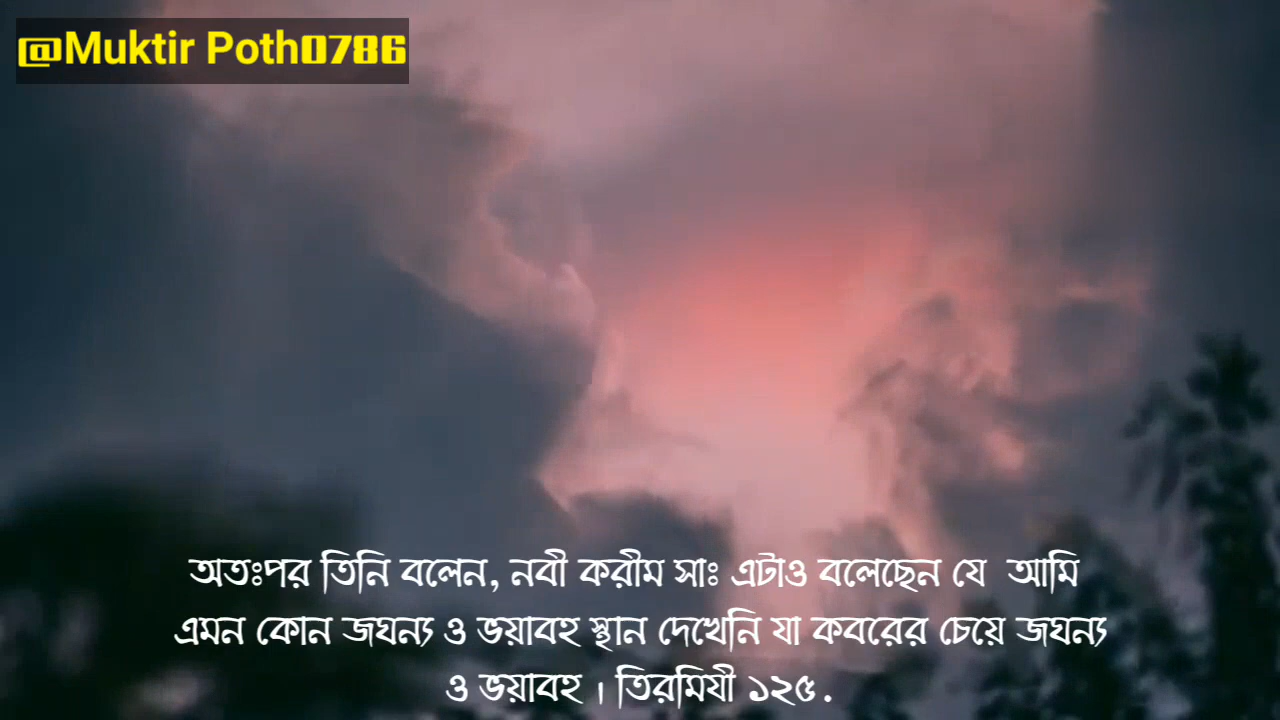 @Muktir Poth0786
অতঃপর তিনি বলেন, নবী করীম সাঃ এটাও বলেছেন যে আমি
এমন কোন জঘন্য ও ভয়াবহ স্থান দেখেনি যা কবরের চেয়ে জঘন্য
ও ভয়াবহ । তিরমিযী ১২৫.